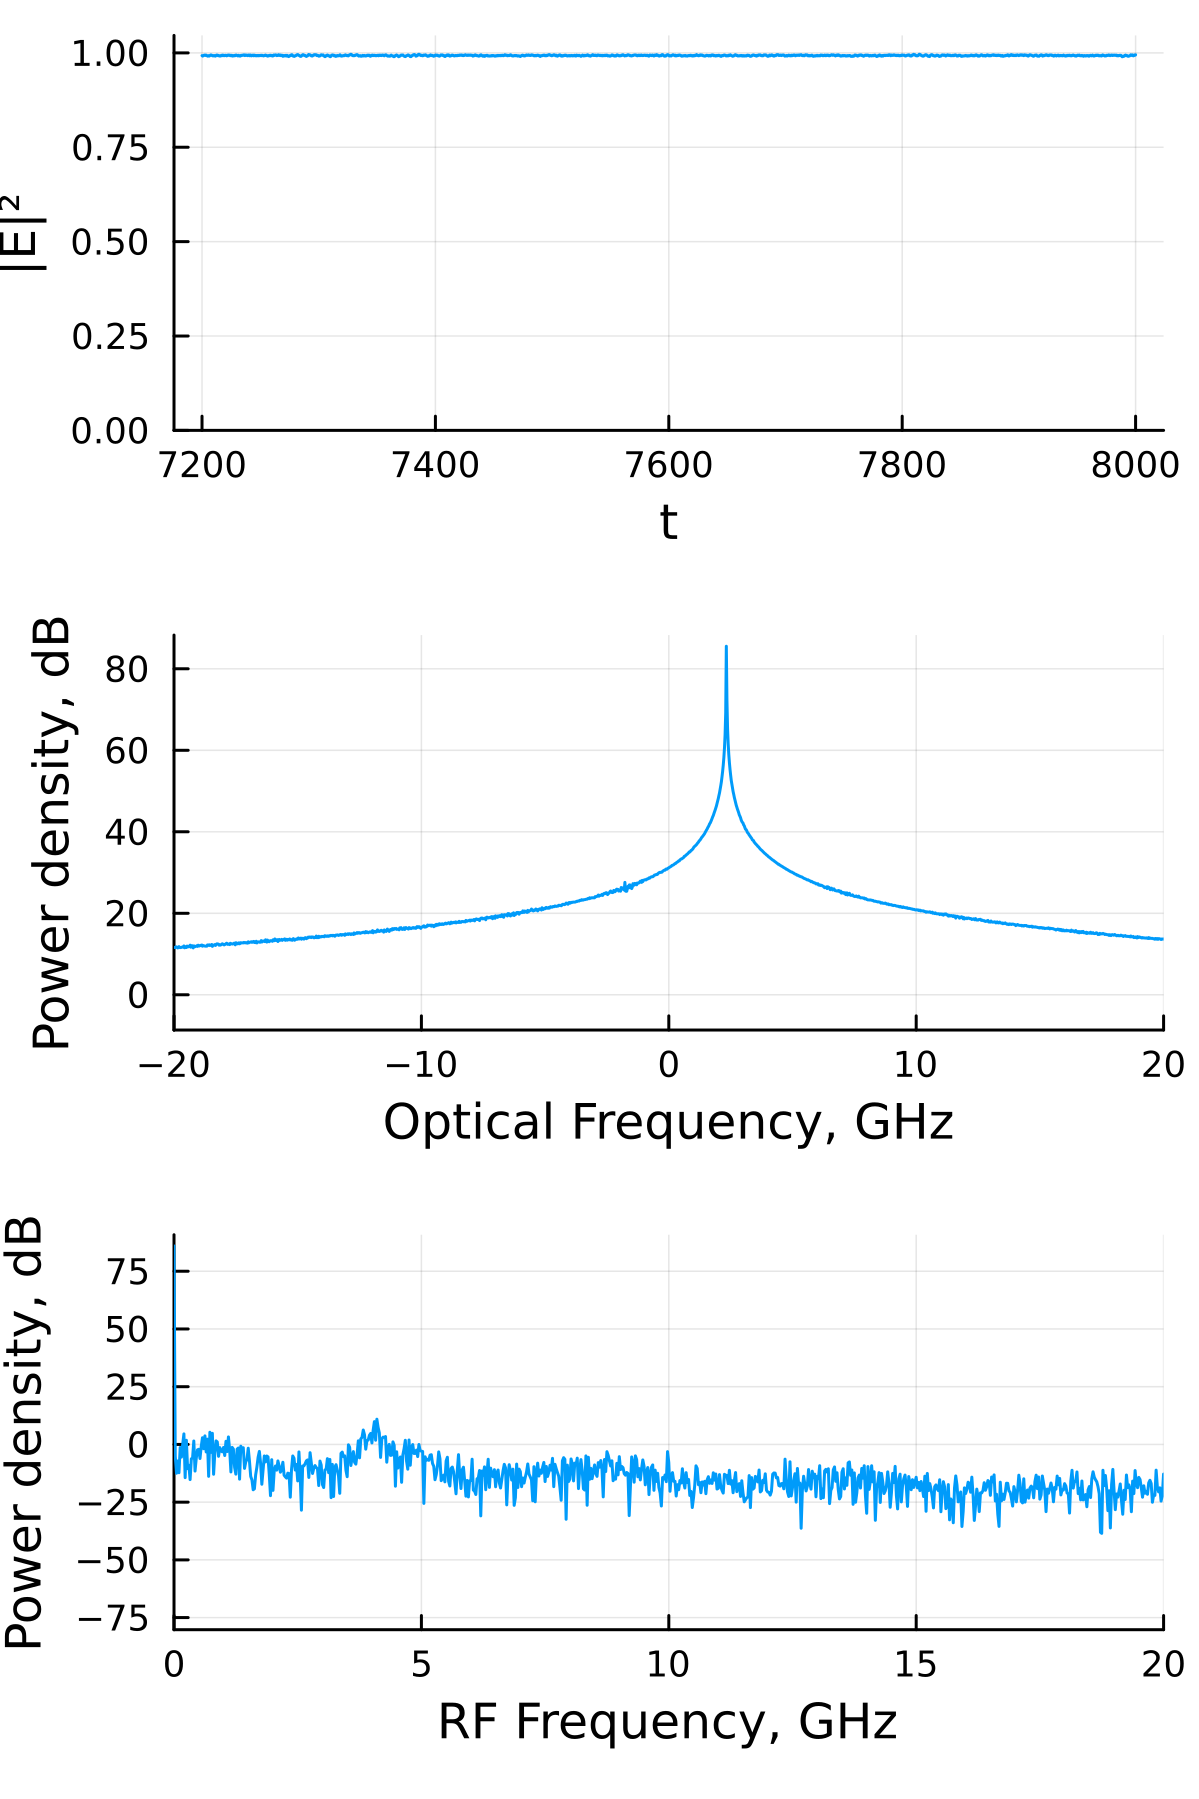 1.00
0.75
0.50
0.25
0.00
|E|²
7200 7400 7600 7800 8000
t
80
60
40
20
0
Power density, dB
−20 −10 0 10 20
Optical Frequency, GHz
75
50
25
0
−25
−50
−75
Power density, dB
0 5 10 15 20
RF Frequency, GHz